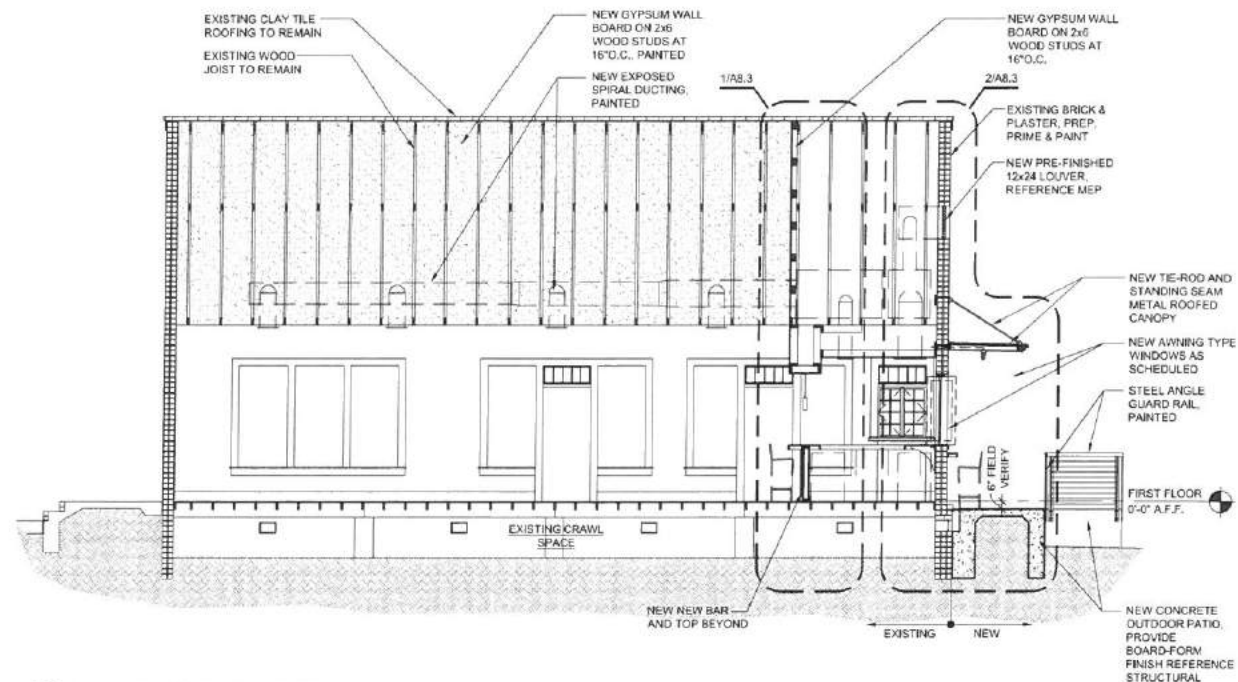 EXISTING CLAY TILE
ROOFING TO REMAIN
EXISTING WOOD
JOIST TO REMAIN
NEW GYPSUM WALL
BOARD ON 2x6
WOOD STUDS AT
16"O.C., PAINTED
NEW EXPOSED
SPIRAL DUCTING,
PAINTED
1/A8.3
NEW GYPSUM WALL
BOARD ON 2x6
WOOD STUDS AT
16"O.C.
2/A8.3
EXISTING BRICK &
PLASTER, PREP,
PRIME & PAINT
NEW PRE-FINISHED
12x24 LOUVER,
REFERENCE MEP
NEW TIE-ROD AND
STANDING SEAM
METAL ROOFED
CANOPY
NEW AWNING TYPE
WINDOWS AS
SCHEDULED
STEEL ANGLE
GUARD RAIL,
PAINTED
6" FIELD
VERIFY
FIRST FLOOR
0'-0" A.F.F.
EXISTING CRAWL
SPACE
NEW NEW BAR
AND TOP BEYOND
EXISTING
NEW
NEW CONCRETE
OUTDOOR PATIO,
PROVIDE
BOARD-FORM
FINISH REFERENCE
STRUCTURAL